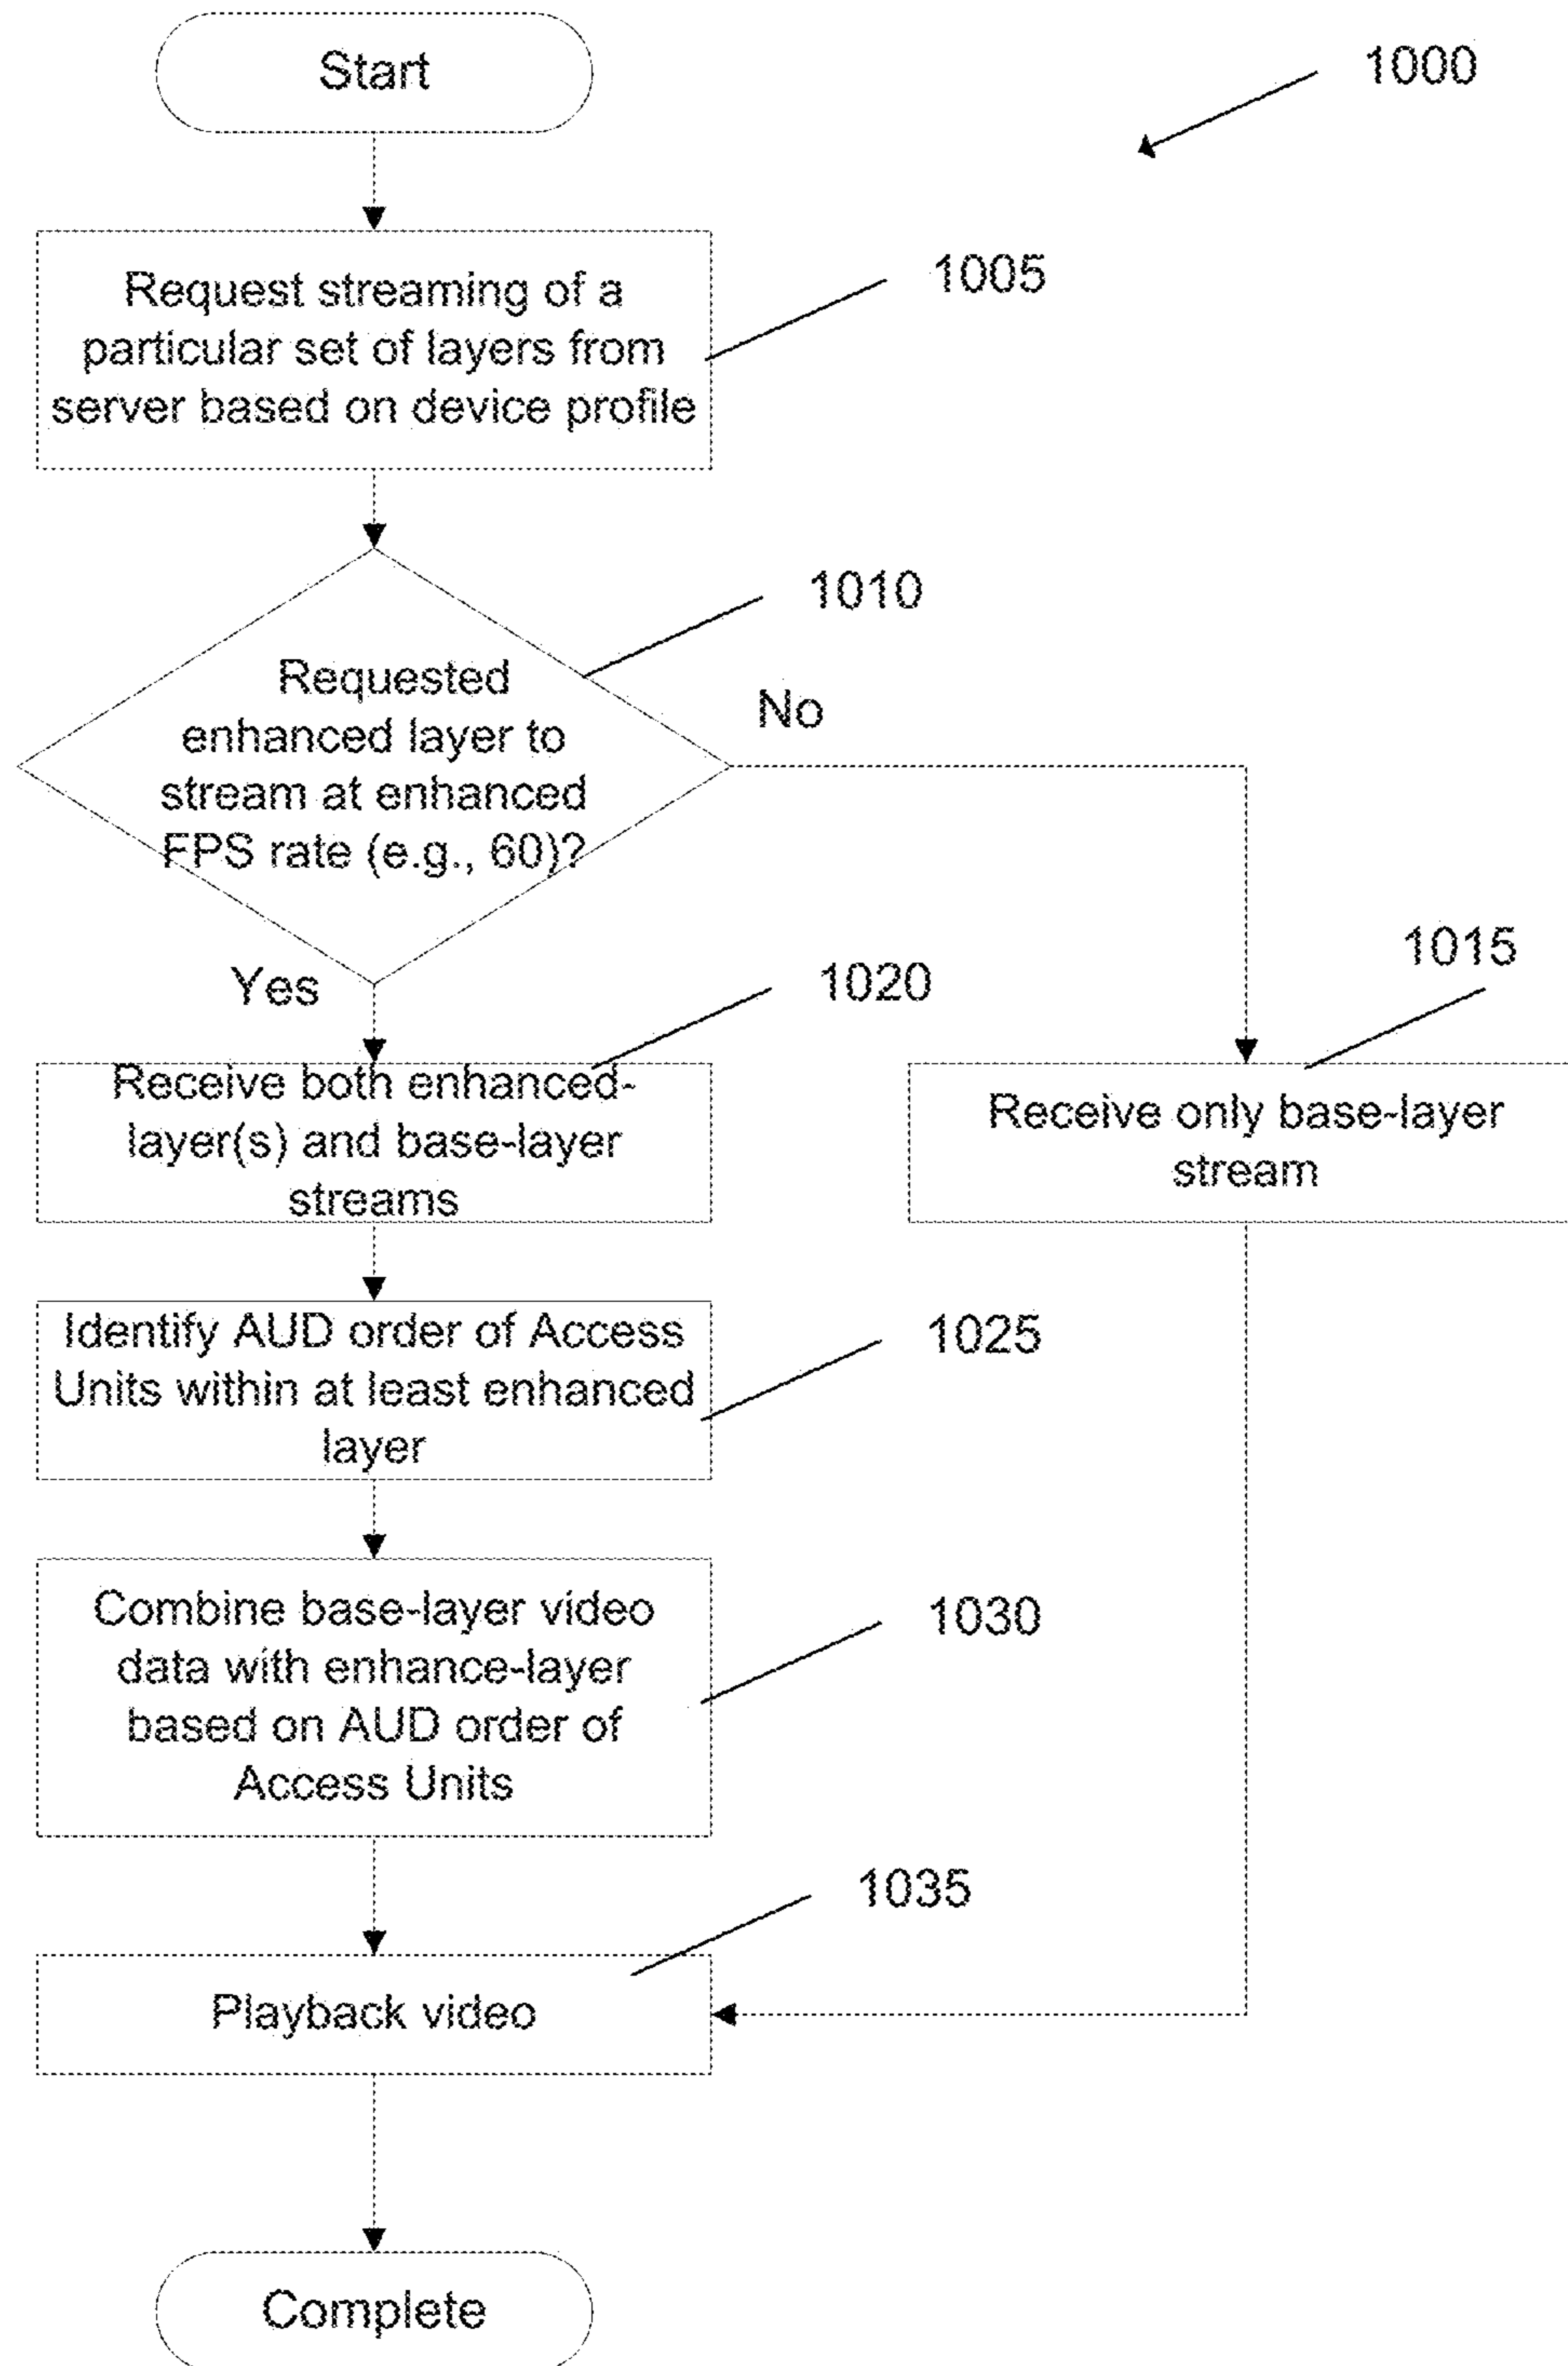 Start
1000
Request streaming of a
particular set of layers from
server based on device profile
1005
Requested
enhanced layer to
stream at enhanced
FPS rate (e.g., 60)?
1010
No
Yes
Receive both enhanced-
layer(s) and base-layer
streams
1020
Receive only base-layer
stream
1015
Identify AUD order of Access
Units within at least enhanced
layer
1025
Combine base-layer video
data with enhance-layer
based on AUD order of
Access Units
1030
Playback video
1035
Complete